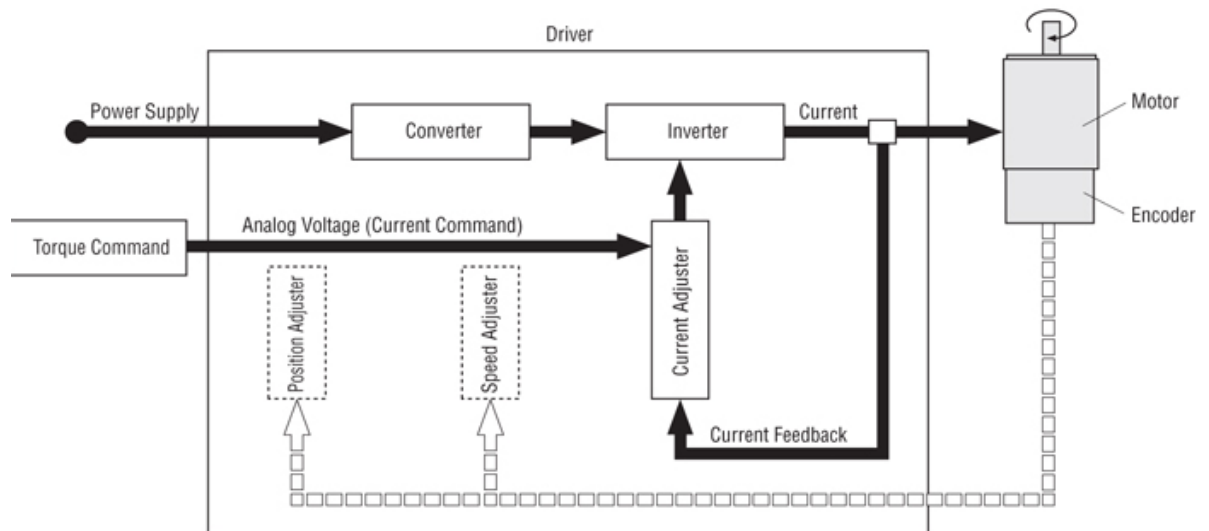 Driver
Power Supply
Converter
Inverter
Current
Motor
Encoder
Torque Command
Analog Voltage (Current Command)
Position Adjuster
Speed Adjuster
Current Adjuster
Current Feedback